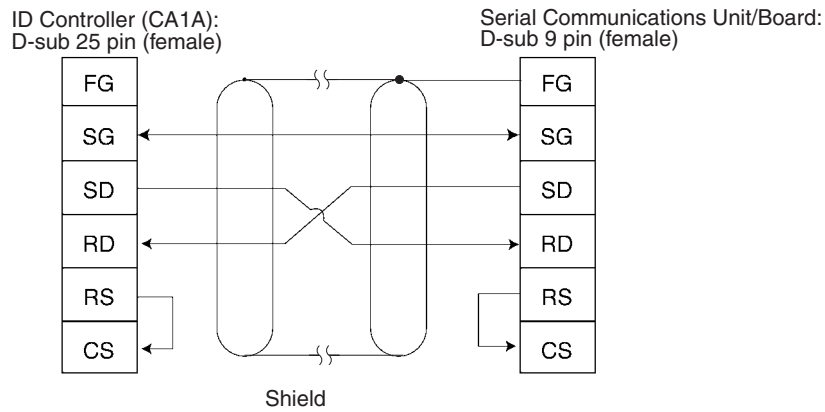 ID Controller (CA1A):
D-sub 25 pin (female)
Serial Communications Unit/Board:
D-sub 9 pin (female)
FG
SG
SD
RD
RS
CS
FG
SG
SD
RD
RS
CS
Shield